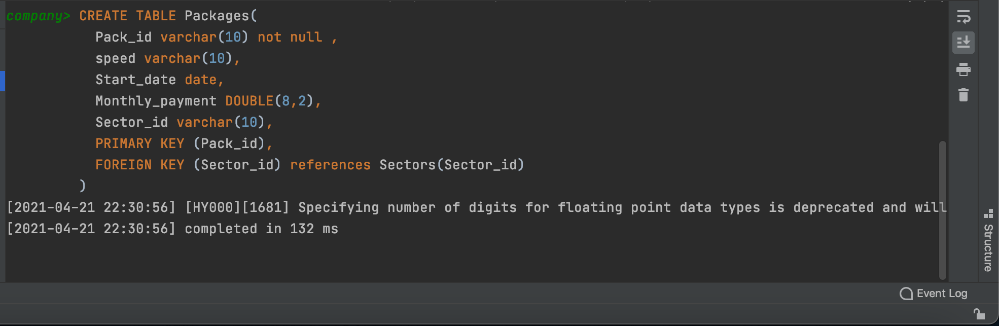 company> CREATE TABLE Packages(
Pack_id varchar(10) not null ,
speed varchar(10),
Start_date date,
Monthly_payment DOUBLE(8,2),
Sector_id varchar(10),
PRIMARY KEY (Pack_id),
FOREIGN KEY (Sector_id) references Sectors(Sector_id)
)
[2021-04-21 22:30:56] [HY000][1681] Specifying number of digits for floating point data types is deprecated and will
[2021-04-21 22:30:56] completed in 132 ms
Structure
Event Log